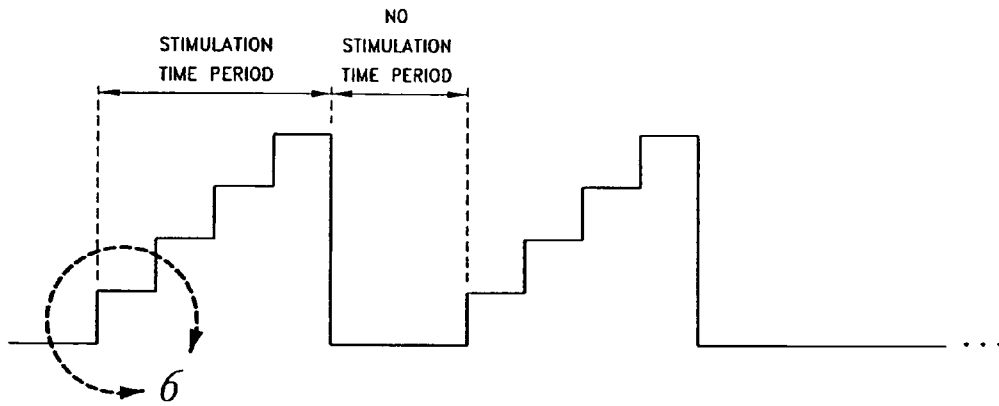 STIMULATION
TIME PERIOD
NO
STIMULATION
TIME PERIOD
6
...